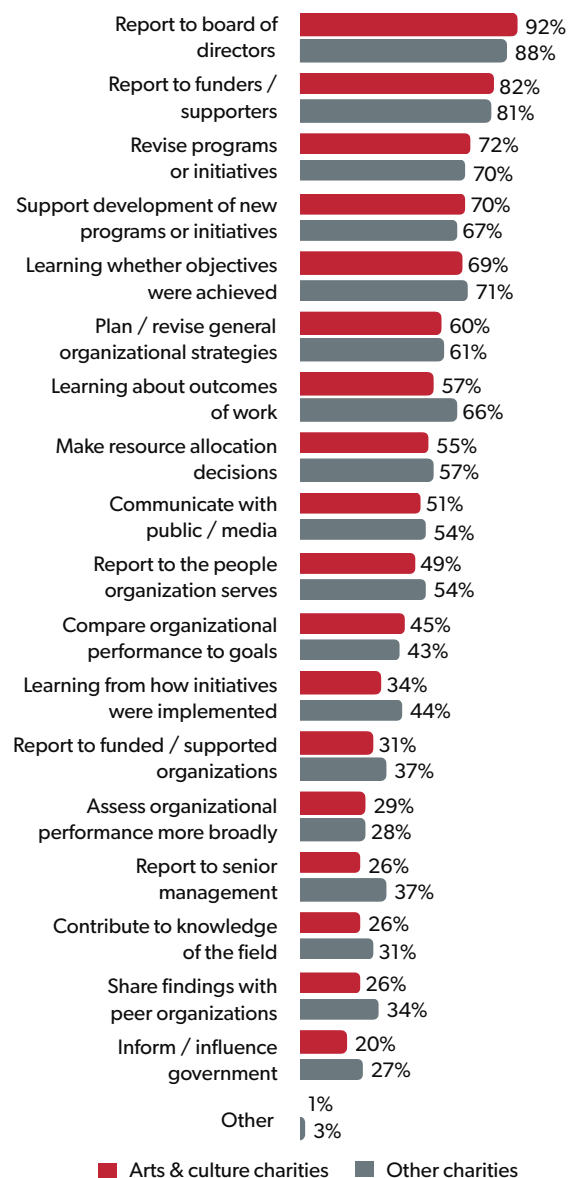 Report to board of
directors
92%
88%
Report to funders /
supporters
82%
81%
Revise programs
or initiatives
72%
70%
Support development of new
programs or initiatives
70%
67%
Learning whether objectives
were achieved
69%
71%
Plan / revise general
organizational strategies
60%
61%
Learning about outcomes
of work
57%
66%
Make resource allocation
decisions
55%
57%
Communicate with
public / media
51%
54%
Report to the people
organization serves
49%
54%
Compare organizational
performance to goals
45%
43%
Learning from how initiatives
were implemented
34%
44%
Report to funded / supported
organizations
31%
37%
Assess organizational
performance more broadly
29%
28%
Report to senior
management
26%
37%
Contribute to knowledge
of the field
26%
31%
Share findings with
peer organizations
26%
34%
Inform / influence
government
20%
27%
Other
1%
3%
Arts & culture charities
Other charities